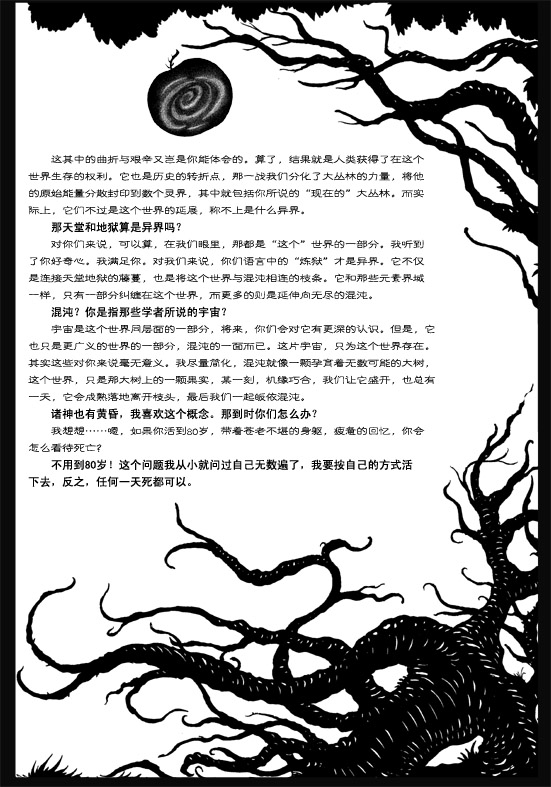 这其中的曲折与艰辛又岂是你能体会的。算了，结果就是人类获得了在这个
世界生存的权利。它也是历史的转折点，那一战我们分化了大丛林的力量，将他
的原始能量分散封印到数个灵界，其中就包括你所说的“现在的”大丛林。而实
际上，它们不过是这个世界的延展，称不上是什么异界。
那天堂和地狱算是异界吗？
对你们来说，可以算，在我们眼里，那都是“这个”世界的一部分。我听到
了你好奇心。我满足你。对我们来说，你们语言中的“炼狱”才是异界。它不仅
是连接天堂地狱的藤蔓，也是将这个世界与混沌相连的枝条。它和那些元素界域
一样，只有一部分纠缠在这个世界，而更多的则是延伸向无尽的混沌。
混沌？你是指那些学者所说的宇宙？
宇宙是这个世界同层面的一部分，将来，你们会对它有更深的认识。但是，它
也只是更广义的世界的一部分，混沌的一面而已。这片宇宙，只为这个世界存在。
其实这些对你来说毫无意义。我尽量简化，混沌就像一颗孕育着无数可能的大树，
这个世界，只是那大树上的一颗果实，某一刻，机缘巧合，我们让它盛开，也总有
一天，它会成熟落地离开枝头，最后我们一起皈依混沌。
诸神也有黄昏，我喜欢这个概念。那到时你们怎么办？
我想想……嗯，如果你活到80岁，带着苍老不堪的身躯，疲惫的回忆，你会
怎么看待死亡？
不用到80岁！这个问题我从小就问过自己无数遍了，我要按自己的方式活
下去，反之，任何一天死都可以。